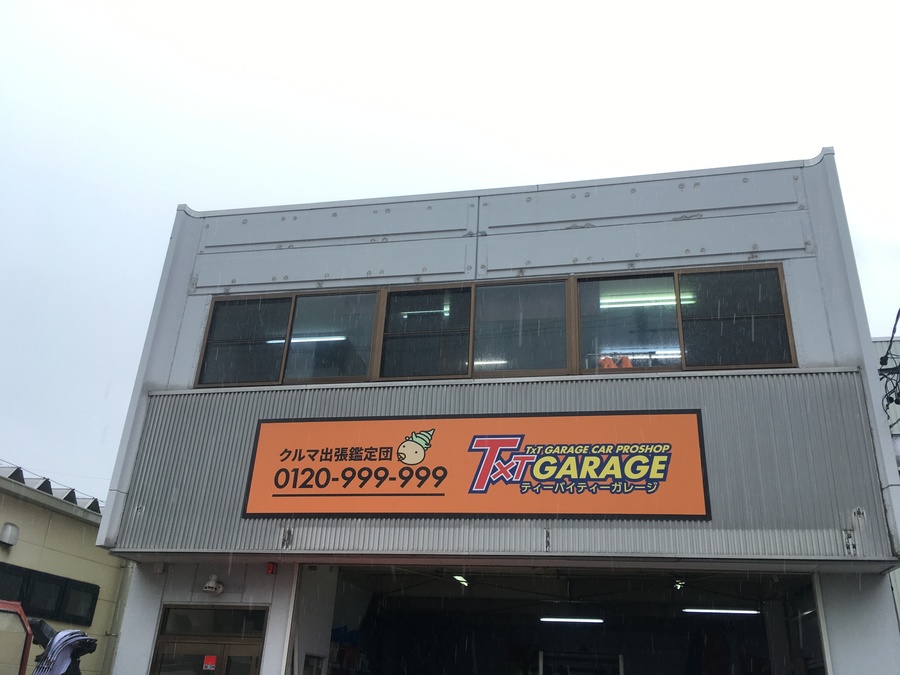 クルマ出張鑑定団
0120-999-999
TxT GARAGE CAR PROSHOP
TxT GARAGE
ティーバイティーガレージ